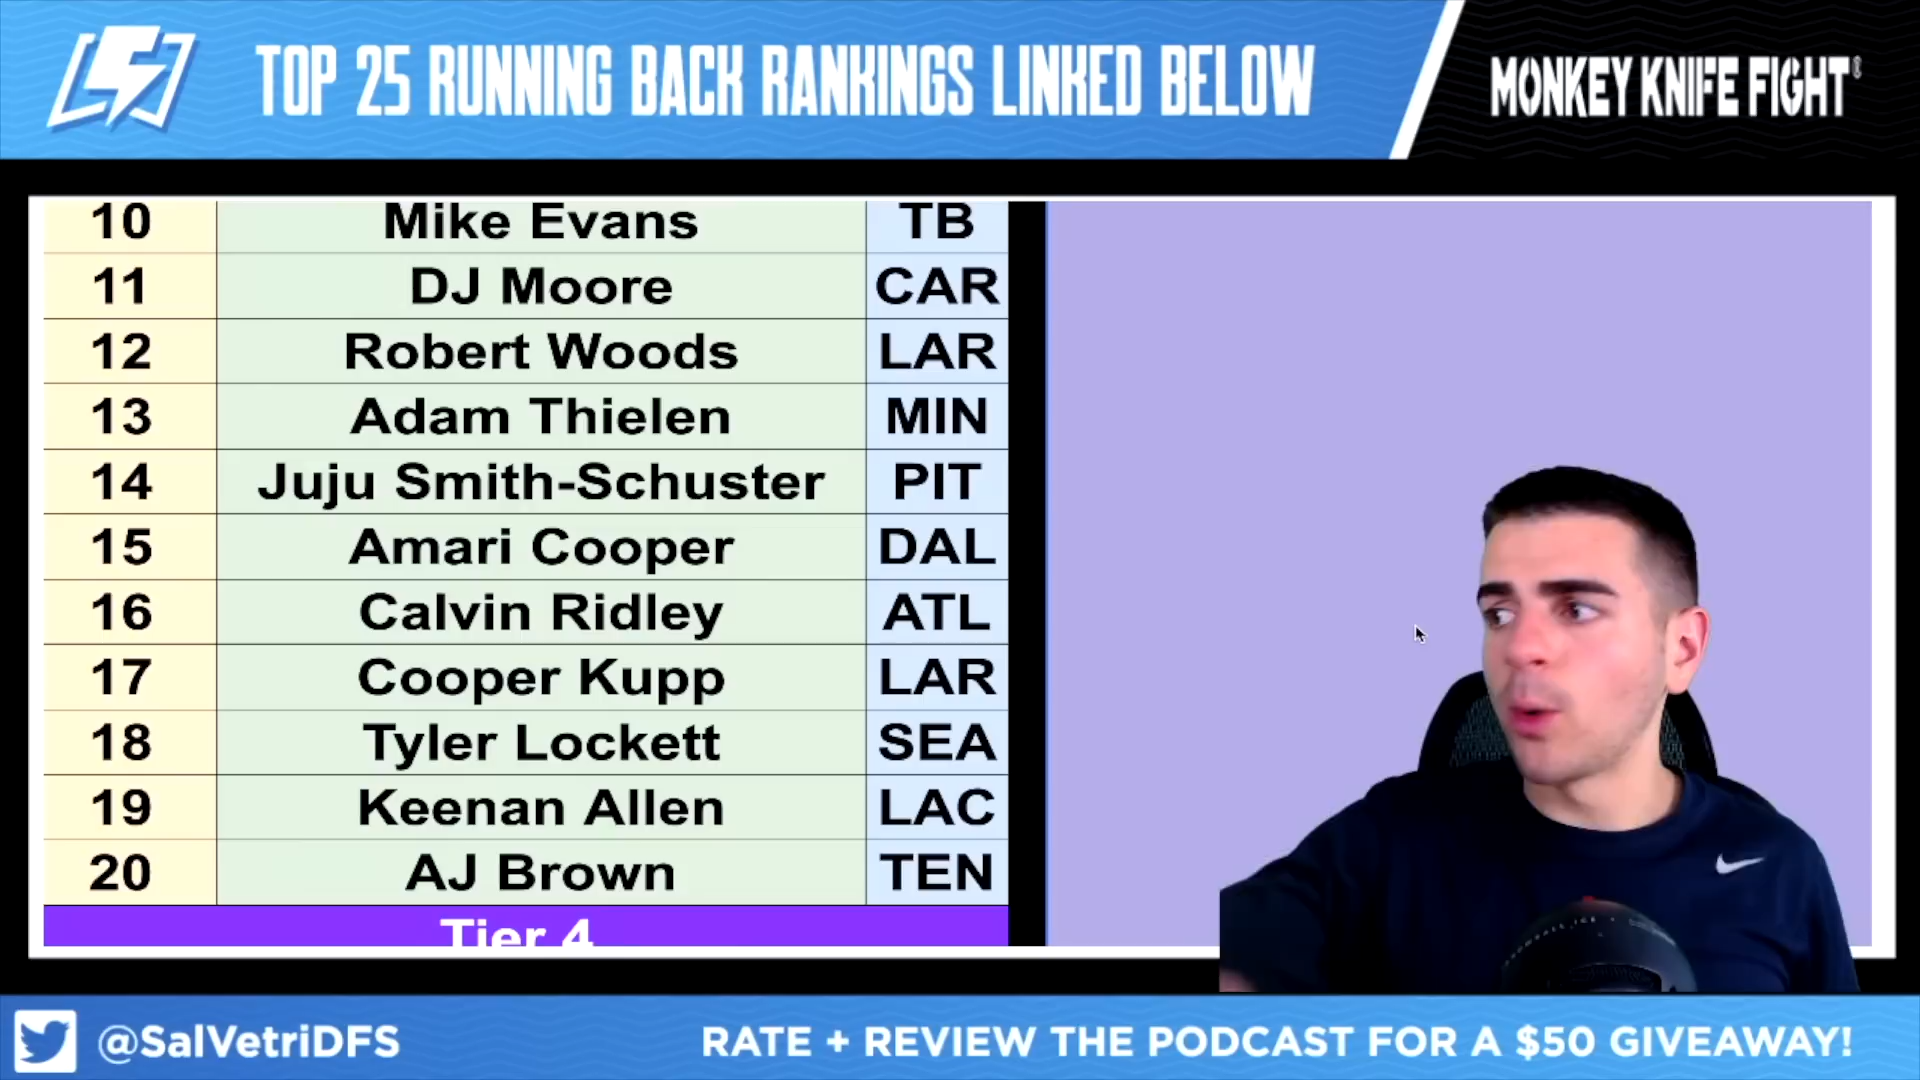 TOP 25 RUNNING BACK RANKINGS LINKED BELOW
MONKEY KNIFE FIGHT®
10 Mike Evans TB
11 DJ Moore CAR
12 Robert Woods LAR
13 Adam Thielen MIN
14 Juju Smith-Schuster PIT
15 Amari Cooper DAL
16 Calvin Ridley ATL
17 Cooper Kupp LAR
18 Tyler Lockett SEA
19 Keenan Allen LAC
20 AJ Brown TEN
Tier 4
@SalVetriDFS
RATE + REVIEW THE PODCAST FOR A $50 GIVEAWAY!